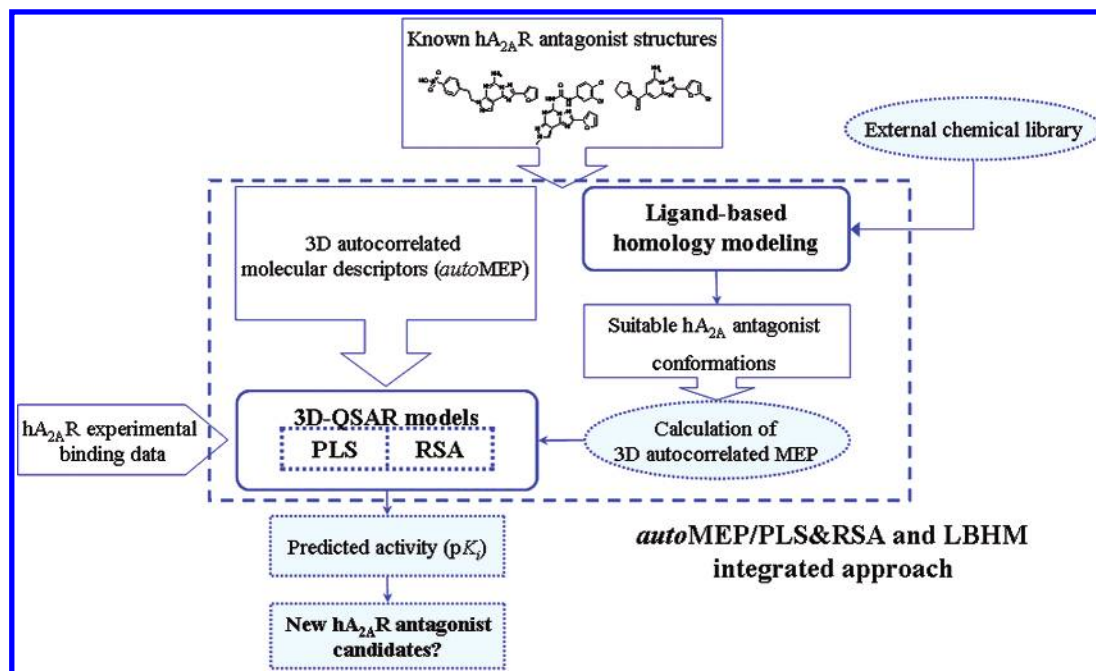 Known hA2AR antagonist structures
External chemical library
Ligand-based
homology modeling
3D autocorrelated
molecular descriptors (autoMEP)
Suitable hA2A antagonist
conformations
3D-QSAR models
PLS
RSA
hA2AR experimental
binding data
Calculation of
3D autocorrelated MEP
Predicted activity (pKi)
autoMEP/PLS&RSA and LBHM
integrated approach
New hA2AR antagonist
candidates?